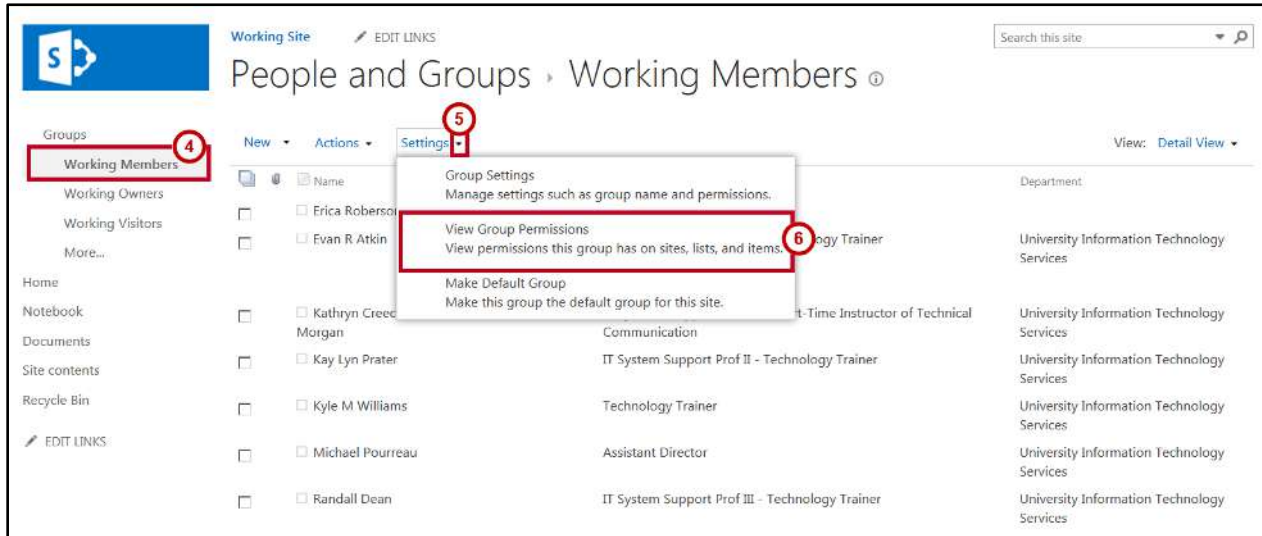 S
Working Site
EDIT LINKS
Search this site
People and Groups › Working Members
Groups
Working Members
Working Owners
Working Visitors
More...
Home
Notebook
Documents
Site contents
Recycle Bin
EDIT LINKS
4
5
New
Actions
Settings
View: Detail View
Name
Department
Group Settings
Manage settings such as group name and permissions.
View Group Permissions
View permissions this group has on sites, lists, and items.
6
Make Default Group
Make this group the default group for this site.
Erica Roberso
Evan R Atkin
ogy Trainer
University Information Technology
Services
Kathryn Creec
Morgan
t-Time Instructor of Technical
Communication
University Information Technology
Services
Kay Lyn Prater
IT System Support Prof II - Technology Trainer
University Information Technology
Services
Kyle M Williams
Technology Trainer
University Information Technology
Services
Michael Pourreau
Assistant Director
University Information Technology
Services
Randall Dean
IT System Support Prof III - Technology Trainer
University Information Technology
Services